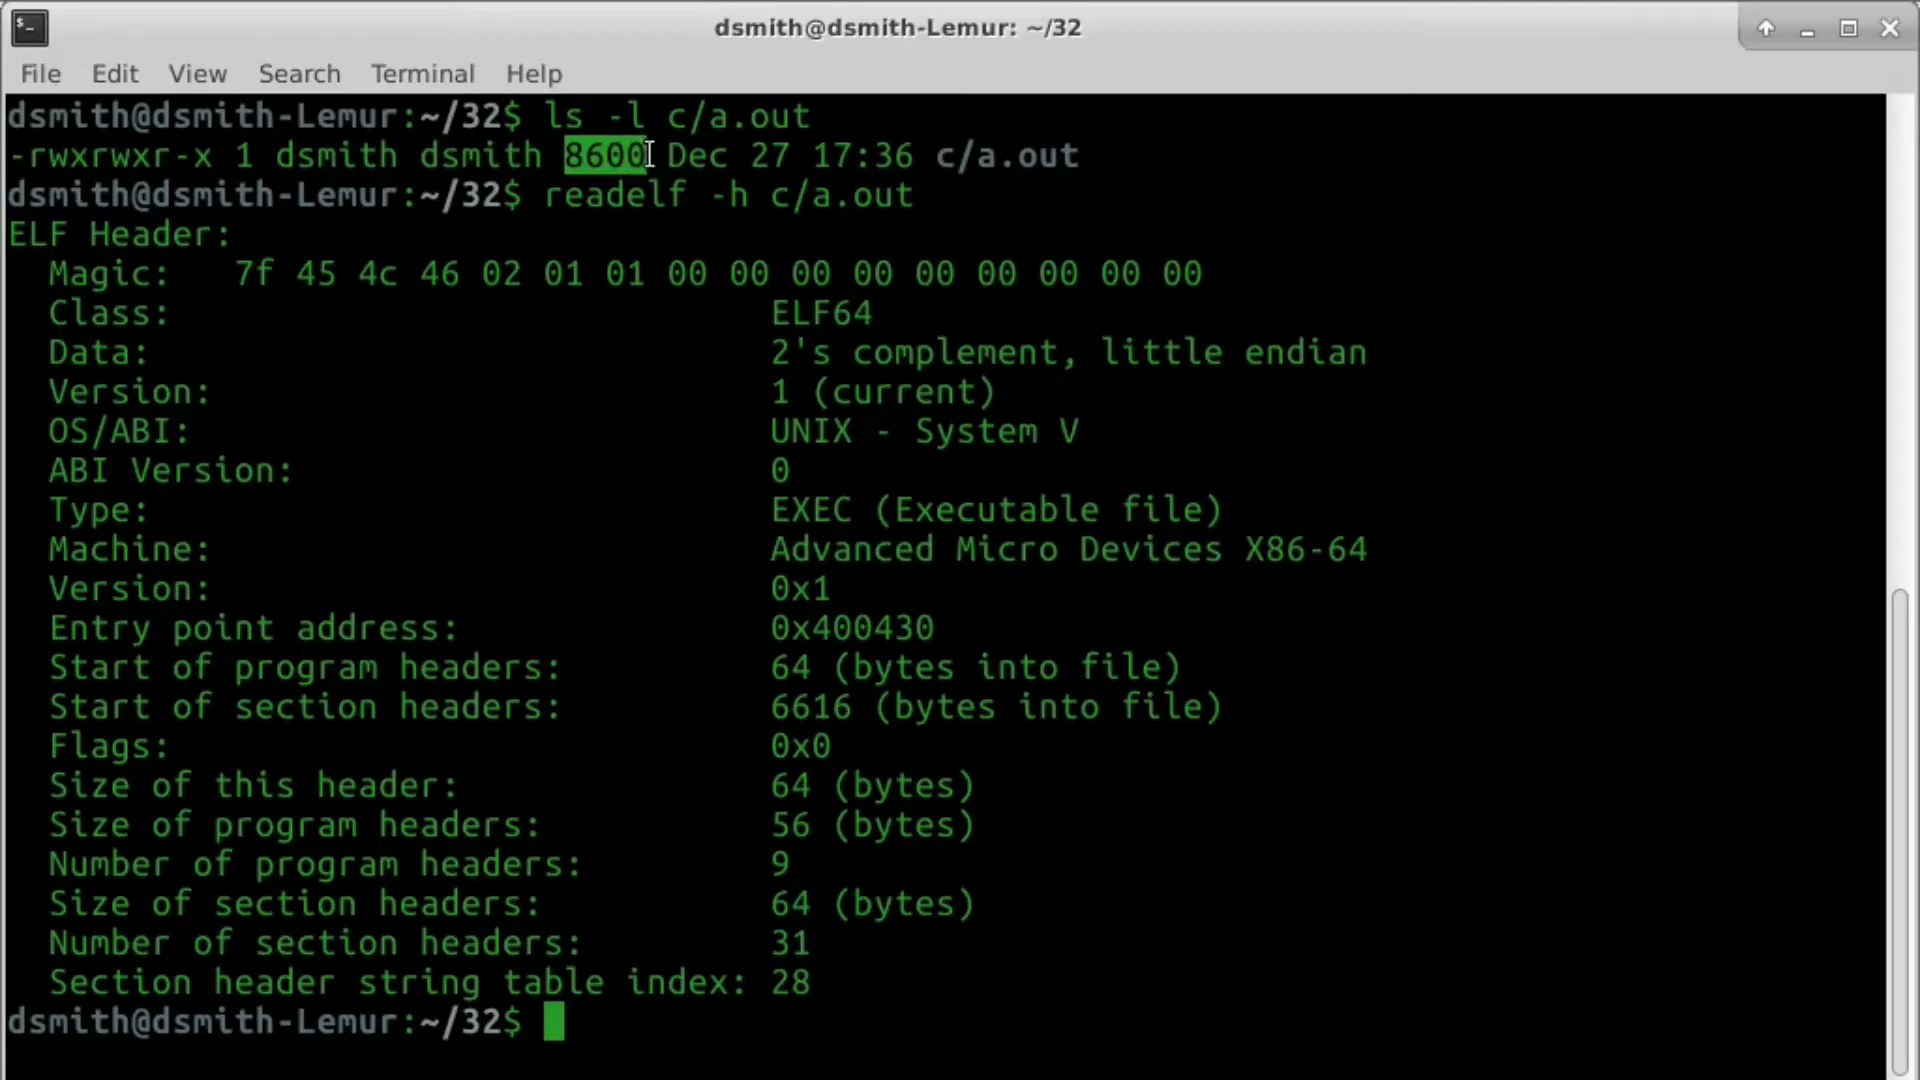 dsmith@dsmith-Lemur: ~/32
File Edit View Search Terminal Help
dsmith@dsmith-Lemur:~/32$ ls -l c/a.out
-rwxrwxr-x 1 dsmith dsmith 8600 Dec 27 17:36 c/a.out
dsmith@dsmith-Lemur:~/32$ readelf -h c/a.out
ELF Header:
  Magic:   7f 45 4c 46 02 01 01 00 00 00 00 00 00 00 00 00
  Class:                             ELF64
  Data:                              2's complement, little endian
  Version:                           1 (current)
  OS/ABI:                            UNIX - System V
  ABI Version:                       0
  Type:                              EXEC (Executable file)
  Machine:                           Advanced Micro Devices X86-64
  Version:                           0x1
  Entry point address:               0x400430
  Start of program headers:          64 (bytes into file)
  Start of section headers:          6616 (bytes into file)
  Flags:                             0x0
  Size of this header:               64 (bytes)
  Size of program headers:           56 (bytes)
  Number of program headers:         9
  Size of section headers:           64 (bytes)
  Number of section headers:         31
  Section header string table index: 28
dsmith@dsmith-Lemur:~/32$